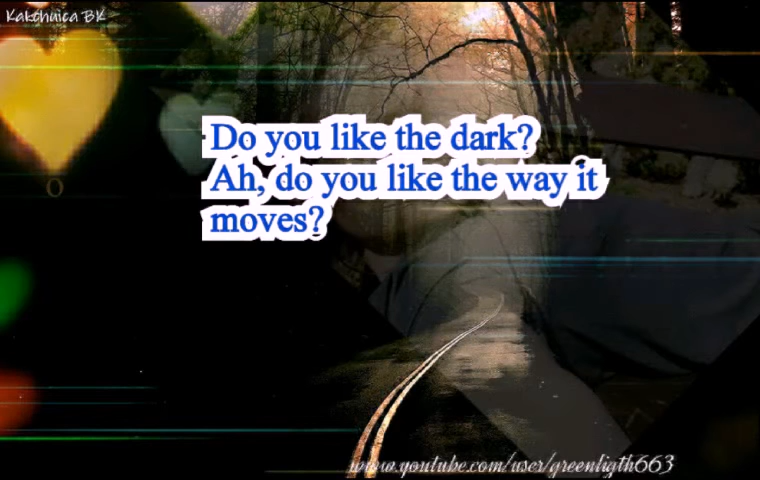 Kakchuica BK
Do you like the dark?
Ah, do you like the way it
moves?
www.youtube.com/user/greenligth663